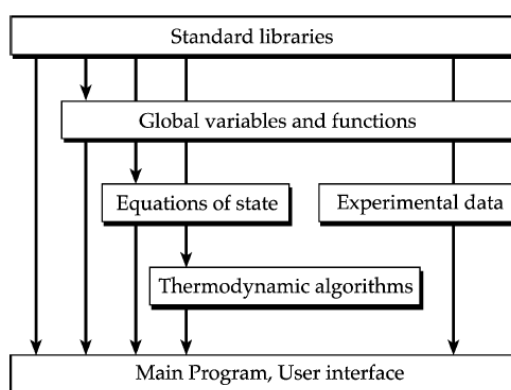 Standard libraries
Global variables and functions
Equations of state
Experimental data
Thermodynamic algorithms
Main Program, User interface